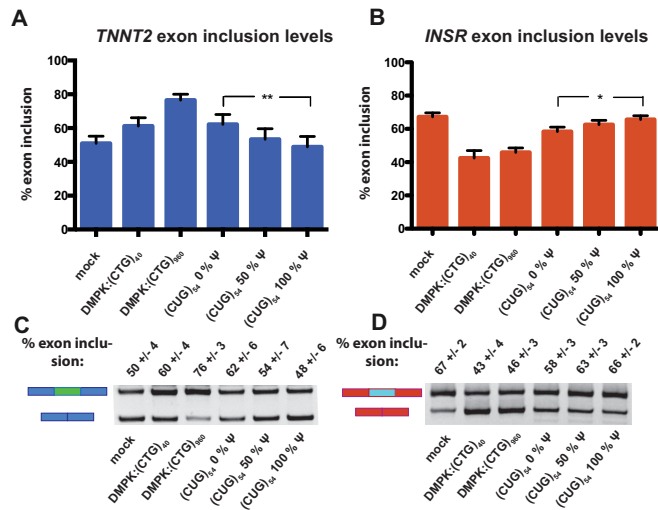 A
TNNT2 exon inclusion levels
% exon inclusion
100
80
60
40
20
0
**
mock
DMPK:(CTG)₄₀
DMPK:(CTG)₉₆₀
(CUG)₅₄ 0 % Ψ
(CUG)₅₄ 50 % Ψ
(CUG)₅₄ 100 % Ψ
B
INSR exon inclusion levels
% exon inclusion
100
80
60
40
20
0
*
mock
DMPK:(CTG)₄₀
DMPK:(CTG)₉₆₀
(CUG)₅₄ 0 % Ψ
(CUG)₅₄ 50 % Ψ
(CUG)₅₄ 100 % Ψ
C
% exon inclu-
sion:
50 +/- 4
60 +/- 4
76 +/- 3
62 +/- 6
54 +/- 7
48 +/- 6
mock
DMPK:(CTG)₄₀
DMPK:(CTG)₉₆₀
(CUG)₅₄ 0 % Ψ
(CUG)₅₄ 50 % Ψ
(CUG)₅₄ 100 % Ψ
D
% exon inclu-
sion:
67 +/- 2
43 +/- 4
46 +/- 3
58 +/- 3
63 +/- 3
66 +/- 2
mock
DMPK:(CTG)₄₀
DMPK:(CTG)₉₆₀
(CUG)₅₄ 0 % Ψ
(CUG)₅₄ 50 % Ψ
(CUG)₅₄ 100 % Ψ